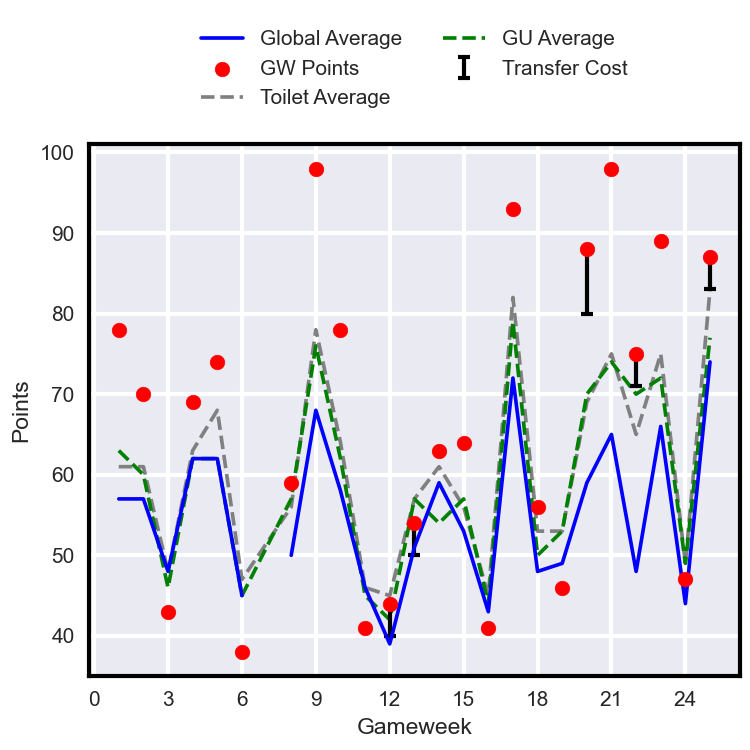 Global Average
GW Points
Toilet Average
GU Average
Transfer Cost
100
90
80
70
60
50
40
Points
0 3 6 9 12 15 18 21 24
Gameweek